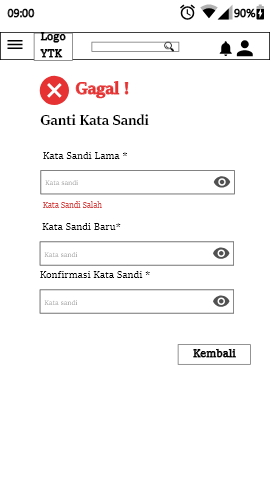 09:00
90%
Logo
YTK
Gagal !
Ganti Kata Sandi
Kata Sandi Lama *
Kata sandi
Kata Sandi Salah
Kata Sandi Baru*
Kata sandi
Konfirmasi Kata Sandi *
Kata sandi
Kembali